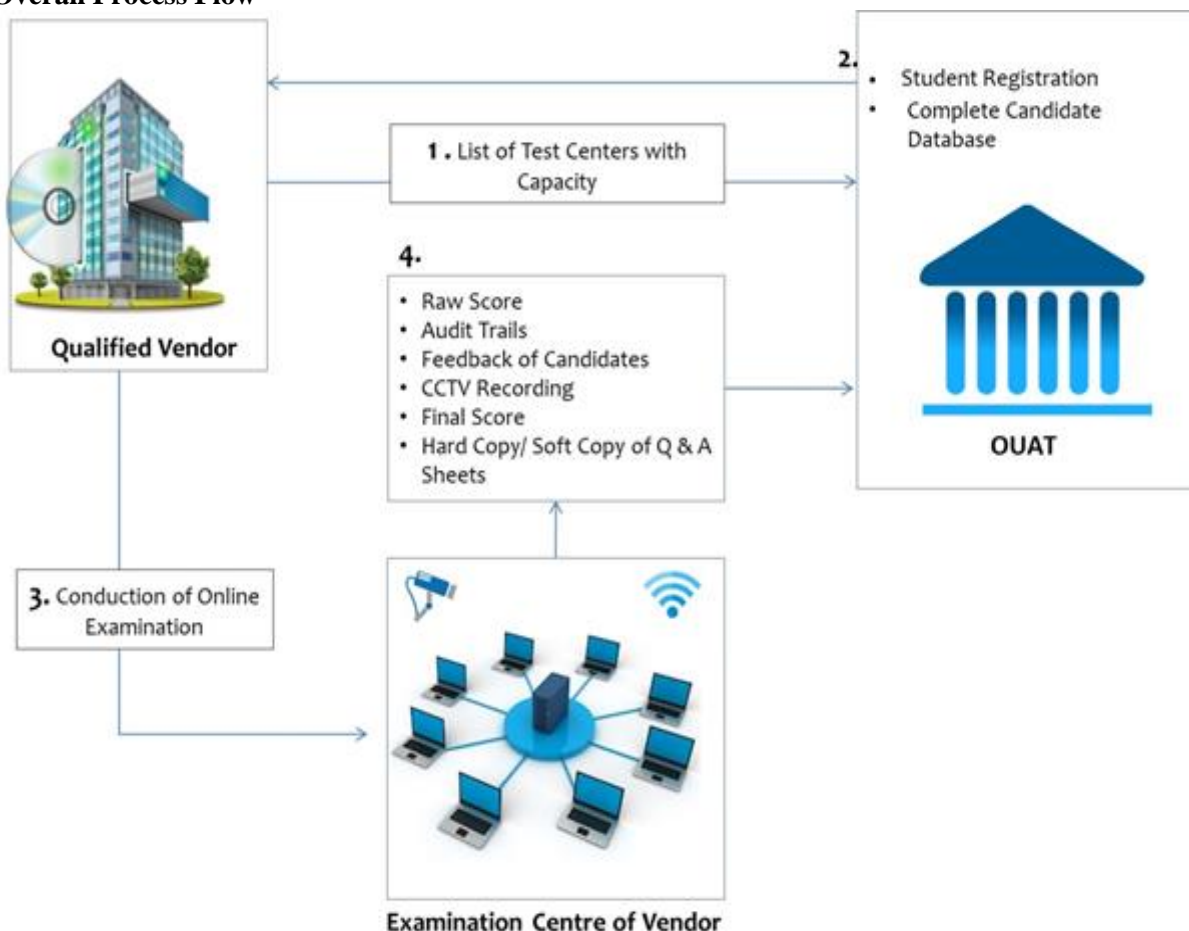 Overall Process Flow
2.
• Student Registration
• Complete Candidate
Database
1. List of Test Centers with
Capacity
4.
• Raw Score
• Audit Trails
• Feedback of Candidates
• CCTV Recording
• Final Score
• Hard Copy/ Soft Copy of Q & A
Sheets
Qualified Vendor
OUAT
3. Conduction of Online
Examination
Examination Centre of Vendor